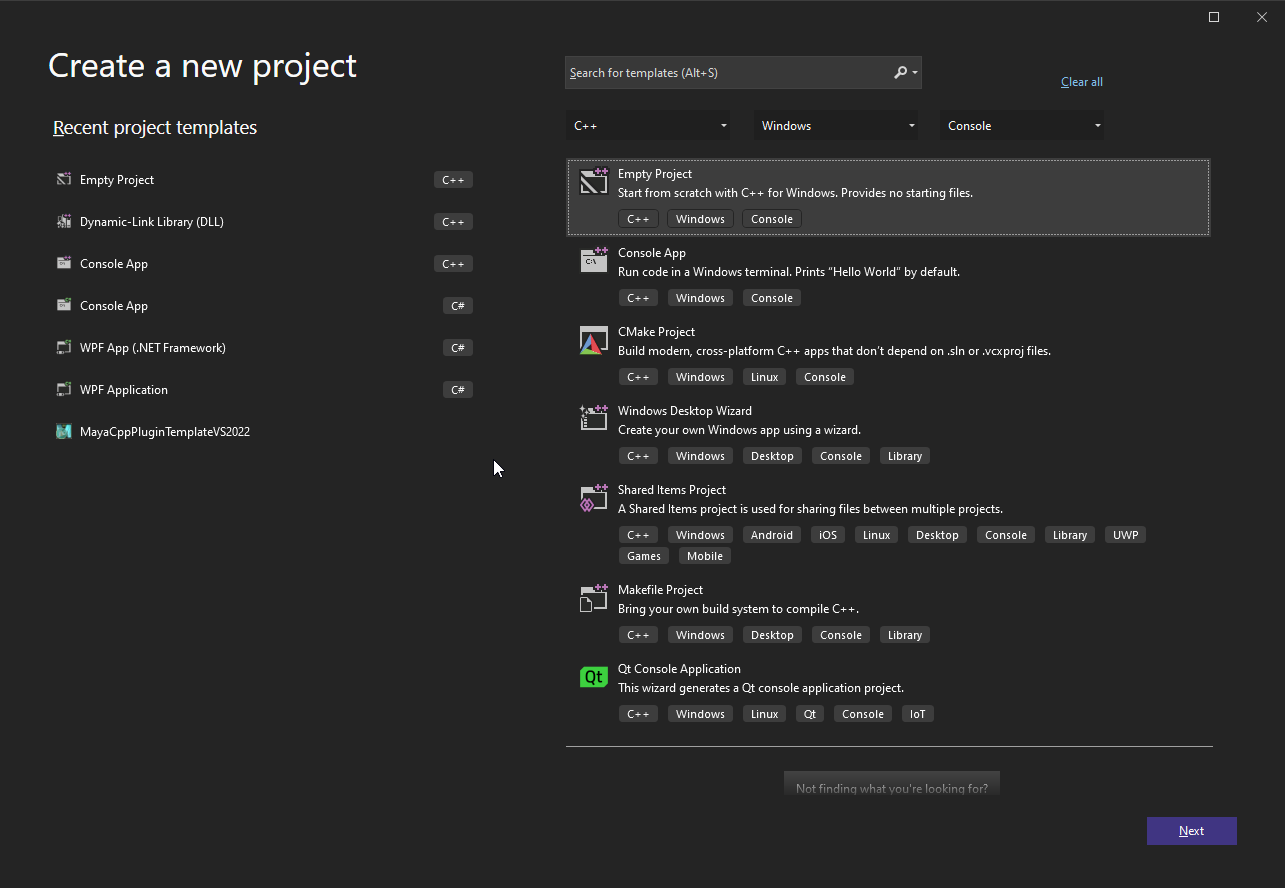 Create a new project
Recent project templates
Empty Project C++
Dynamic-Link Library (DLL) C++
Console App C++
Console App C#
WPF App (.NET Framework) C#
WPF Application C#
MayaCppPluginTemplateVS2022
Search for templates (Alt+S)
Clear all
C++ Windows Console
Empty Project
Start from scratch with C++ for Windows. Provides no starting files.
C++ Windows Console
C:\
Console App
Run code in a Windows terminal. Prints “Hello World” by default.
C++ Windows Console
CMake Project
Build modern, cross-platform C++ apps that don’t depend on .sln or .vcxproj files.
C++ Windows Linux Console
Windows Desktop Wizard
Create your own Windows app using a wizard.
C++ Windows Desktop Console Library
Shared Items Project
A Shared Items project is used for sharing files between multiple projects.
C++ Windows Android iOS Linux Desktop Console Library UWP
Games Mobile
Makefile Project
Bring your own build system to compile C++.
C++ Windows Desktop Console Library
Qt
Qt Console Application
This wizard generates a Qt console application project.
C++ Windows Linux Qt Console IoT
Not finding what you're looking for?
Next